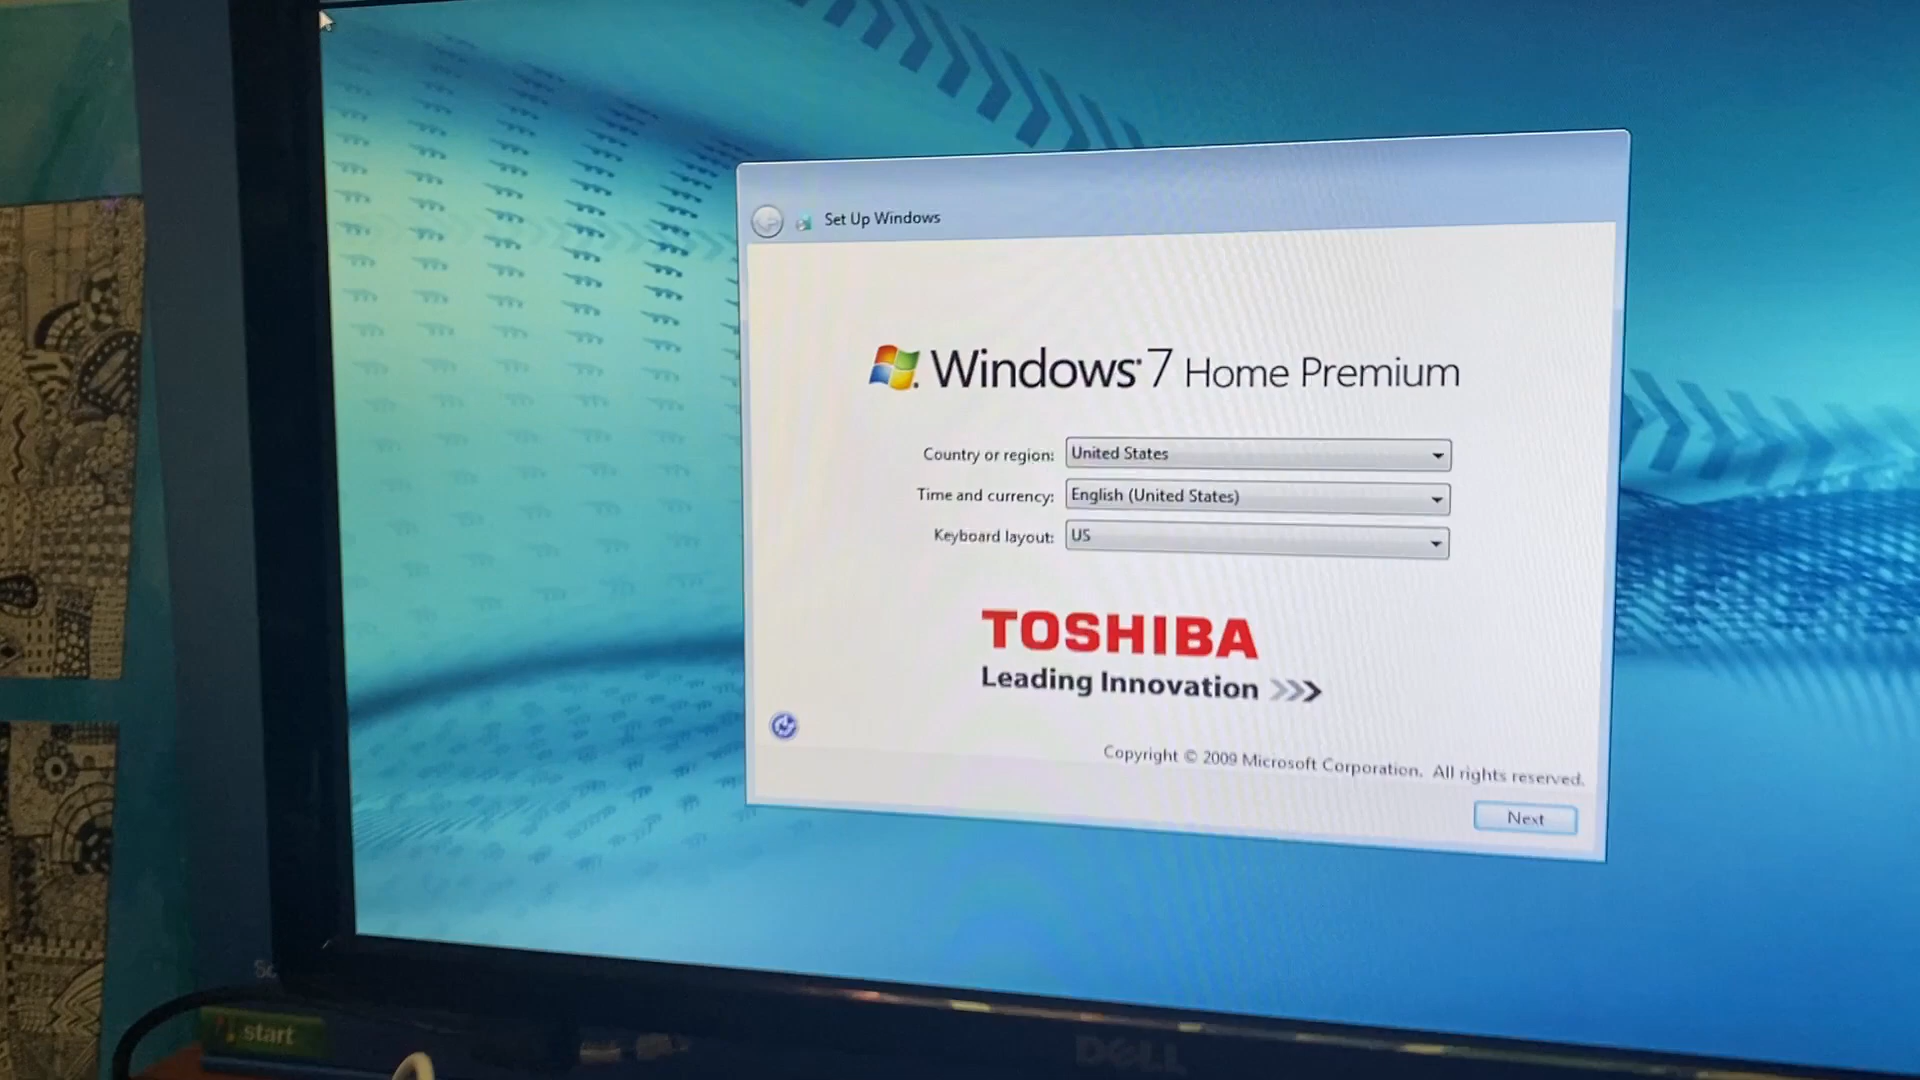 Set Up Windows
Windows 7 Home Premium
Country or region: United States
Time and currency: English (United States)
Keyboard layout: US
TOSHIBA
Leading Innovation >>>
Copyright © 2009 Microsoft Corporation. All rights reserved.
Next
start
DELL